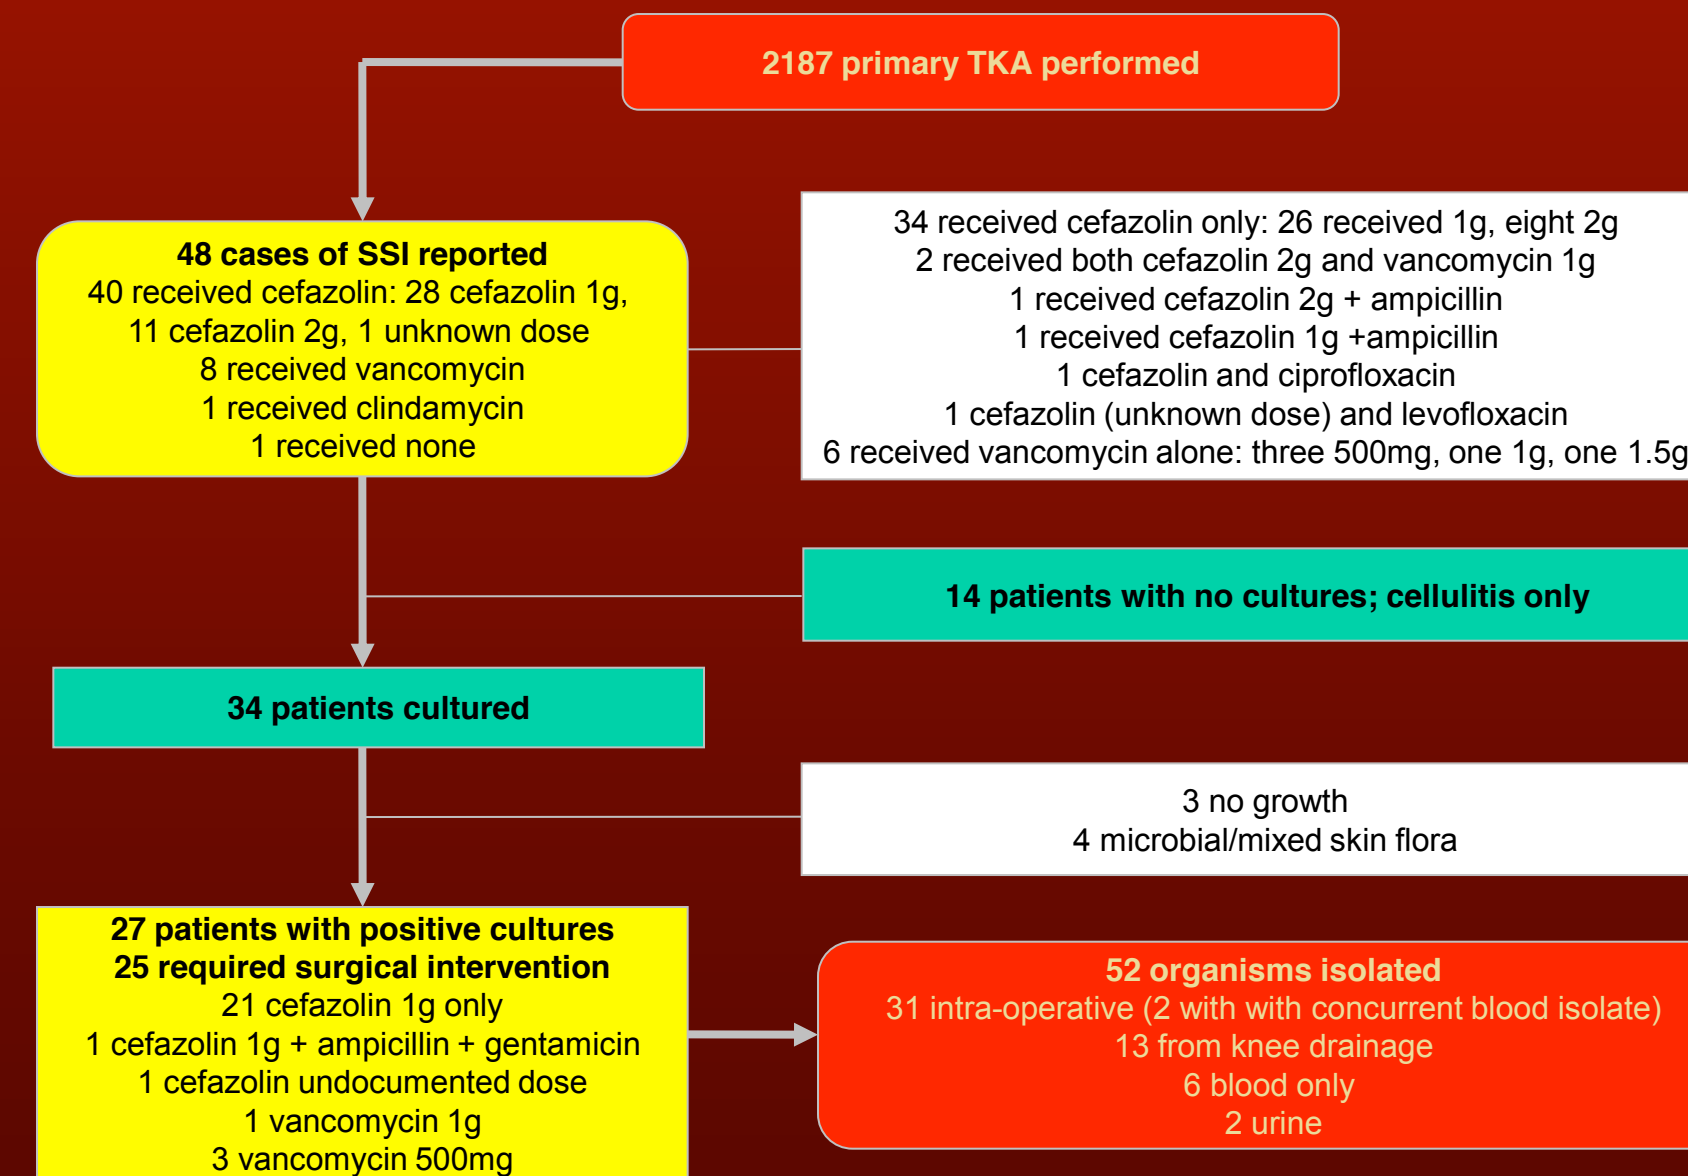 2187 primary TKA performed
48 cases of SSI reported
40 received cefazolin: 28 cefazolin 1g,
11 cefazolin 2g, 1 unknown dose
8 received vancomycin
1 received clindamycin
1 received none
34 received cefazolin only: 26 received 1g, eight 2g
2 received both cefazolin 2g and vancomycin 1g
1 received cefazolin 2g + ampicillin
1 received cefazolin 1g +ampicillin
1 cefazolin and ciprofloxacin
1 cefazolin (unknown dose) and levofloxacin
6 received vancomycin alone: three 500mg, one 1g, one 1.5g
14 patients with no cultures; cellulitis only
34 patients cultured
3 no growth
4 microbial/mixed skin flora
27 patients with positive cultures
25 required surgical intervention
21 cefazolin 1g only
1 cefazolin 1g + ampicillin + gentamicin
1 cefazolin undocumented dose
1 vancomycin 1g
3 vancomycin 500mg
52 organisms isolated
31 intra-operative (2 with with concurrent blood isolate)
13 from knee drainage
6 blood only
2 urine